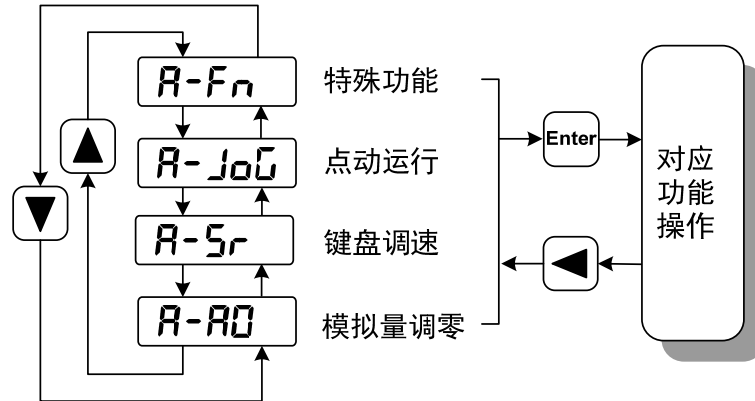 A-Fn 特殊功能
A-JoG 点动运行
A-Sr 键盘调速
A-A0 模拟量调零
Enter
对应
功能
操作